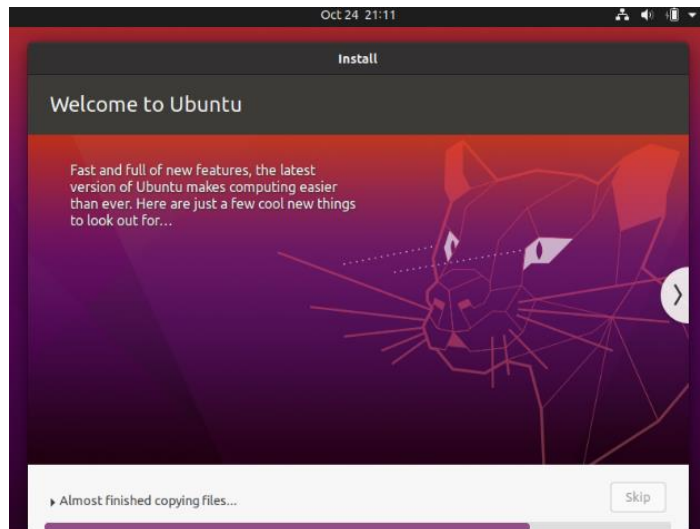 Oct 24 21:11
Install
Welcome to Ubuntu
Fast and full of new features, the latest
version of Ubuntu makes computing easier
than ever. Here are just a few cool new things
to look out for...
Almost finished copying files...
Skip